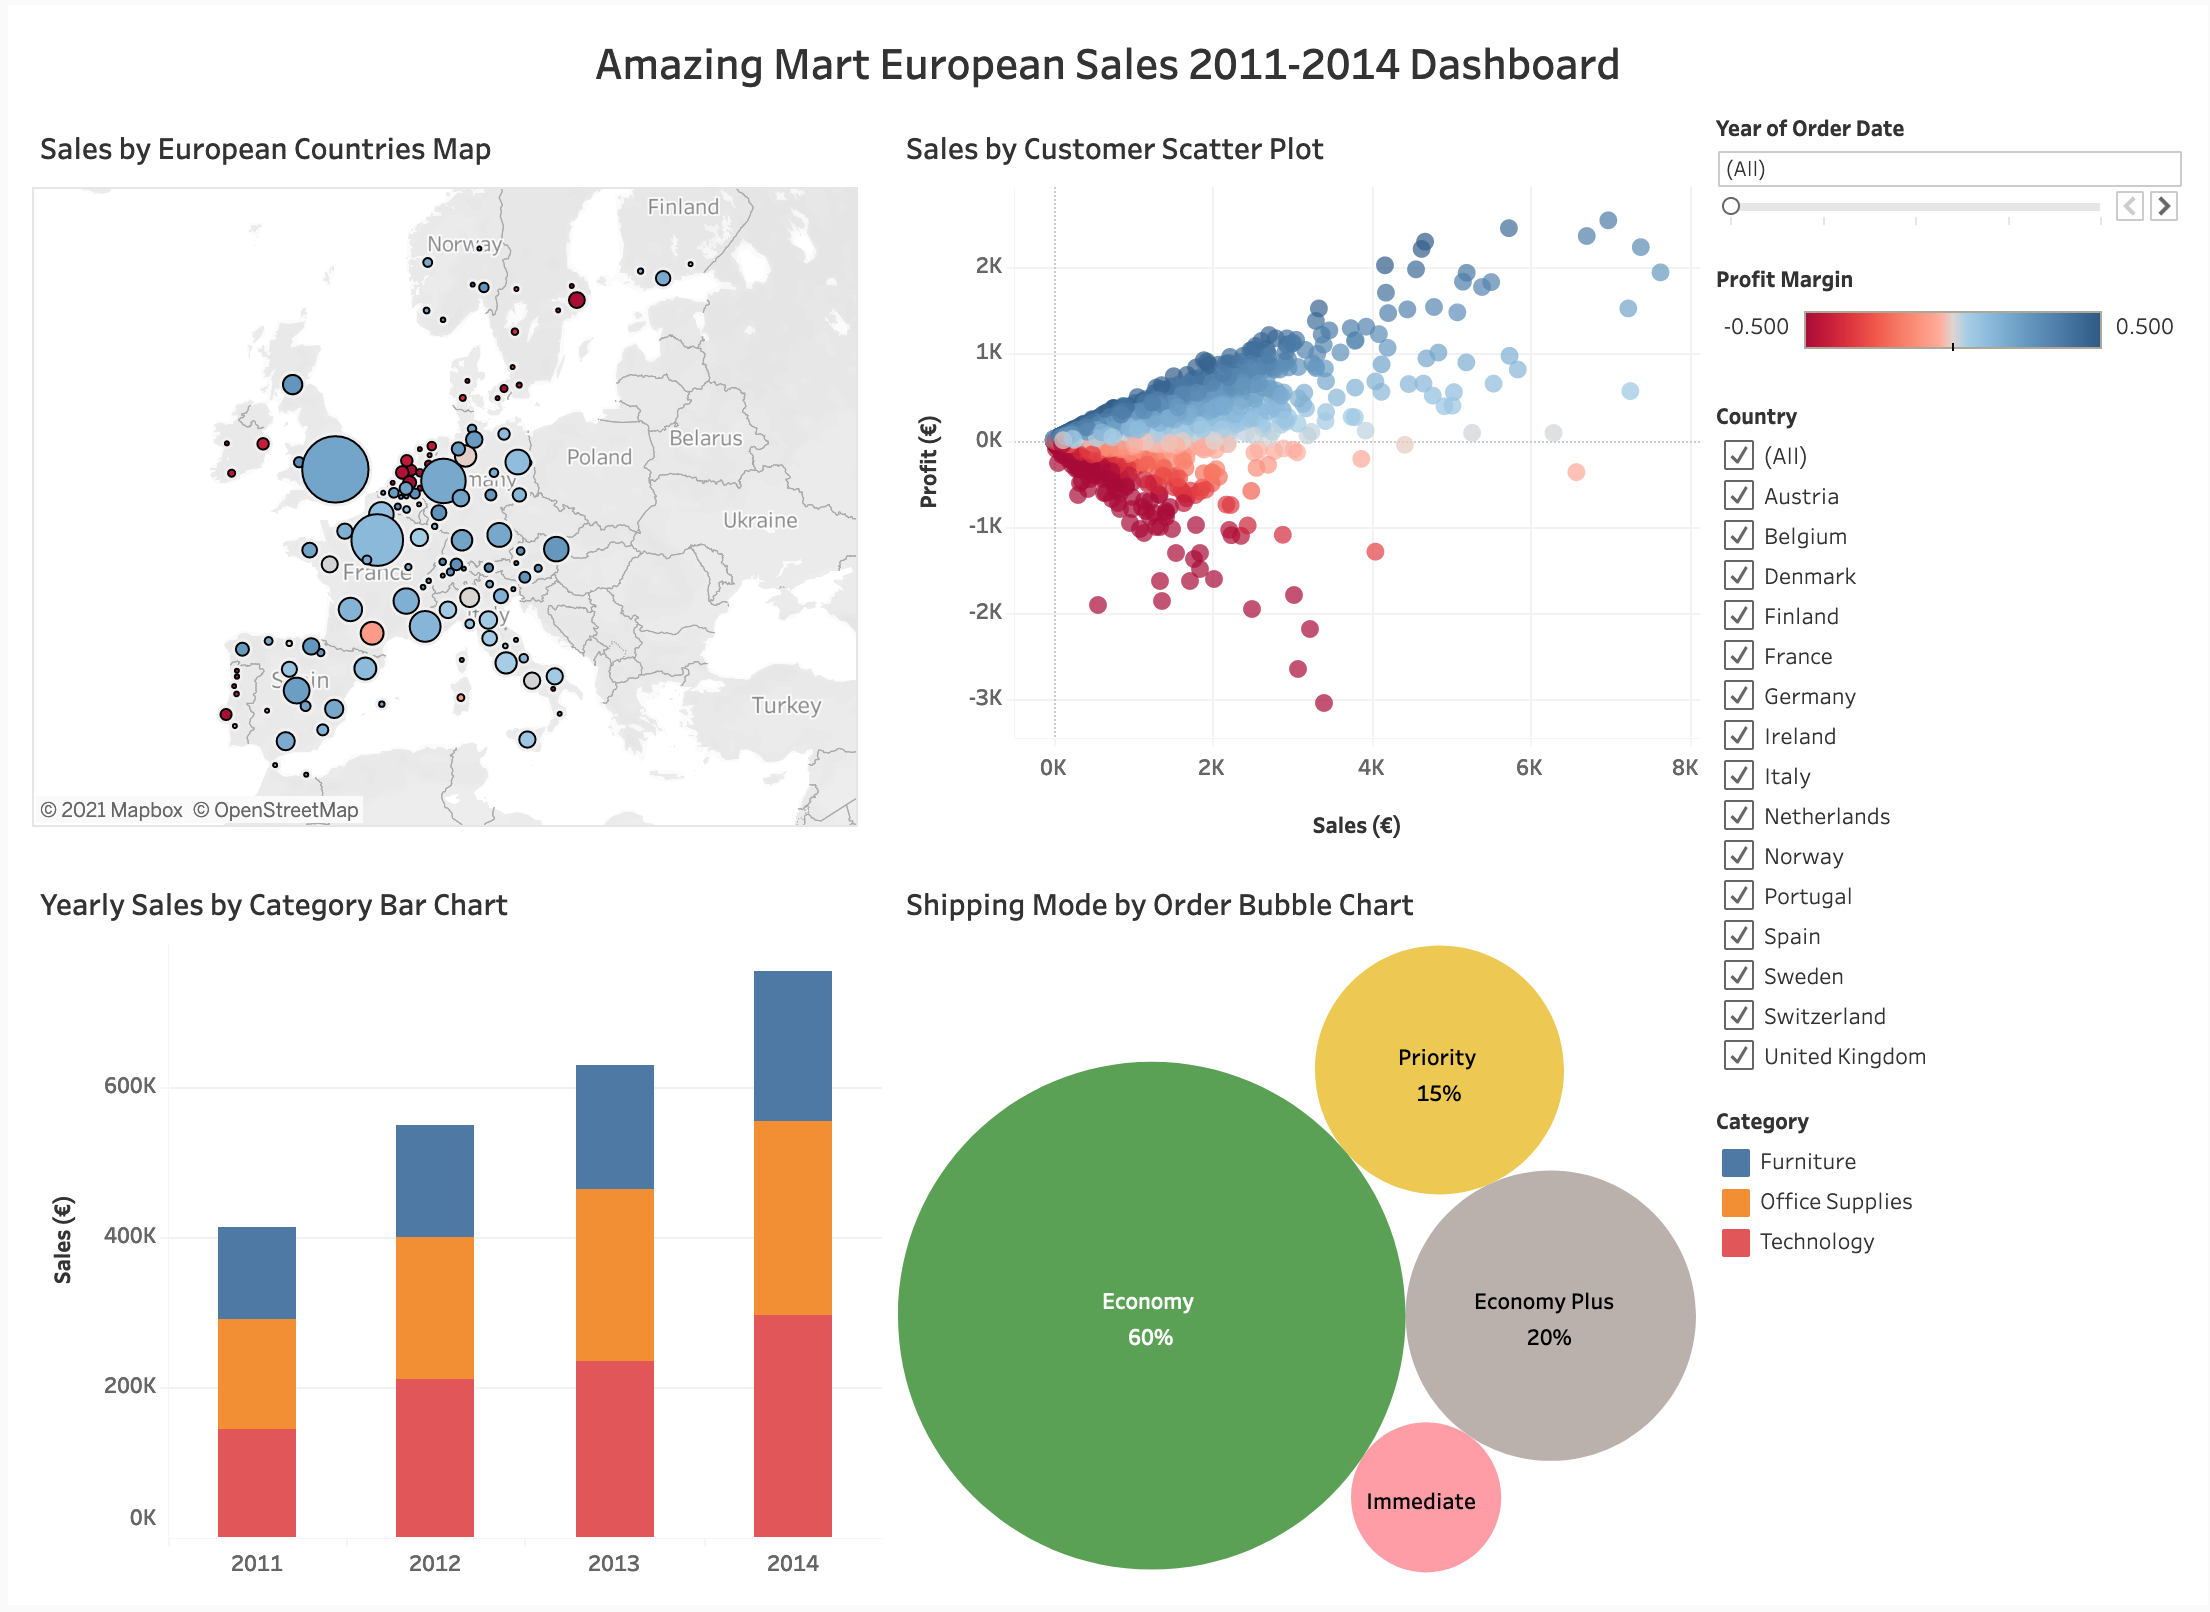 Amazing Mart European Sales 2011-2014 Dashboard
Sales by European Countries Map
Finland
Norway
Belarus
Poland
many
Ukraine
France
Italy
Spain
Turkey
© 2021 Mapbox © OpenStreetMap
Sales by Customer Scatter Plot
Profit (€)
2K
1K
0K
-1K
-2K
-3K
0K 2K 4K 6K 8K
Sales (€)
Year of Order Date
(All)
Profit Margin
-0.500 0.500
Country
(All)
Austria
Belgium
Denmark
Finland
France
Germany
Ireland
Italy
Netherlands
Norway
Portugal
Spain
Sweden
Switzerland
United Kingdom
Category
Furniture
Office Supplies
Technology
Yearly Sales by Category Bar Chart
Sales (€)
600K
400K
200K
0K
2011 2012 2013 2014
Shipping Mode by Order Bubble Chart
Priority
15%
Economy
60%
Economy Plus
20%
Immediate